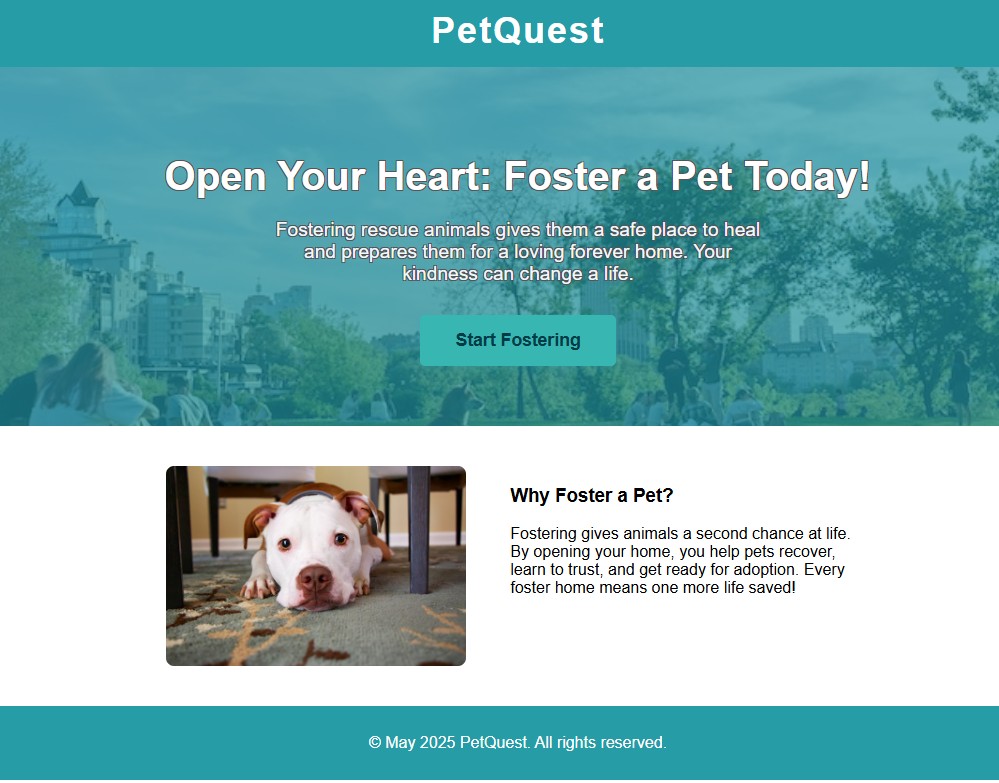 PetQuest
Open Your Heart: Foster a Pet Today!
Fostering rescue animals gives them a safe place to heal
and prepares them for a loving forever home. Your
kindness can change a life.
Start Fostering
Why Foster a Pet?
Fostering gives animals a second chance at life.
By opening your home, you help pets recover,
learn to trust, and get ready for adoption. Every
foster home means one more life saved!
© May 2025 PetQuest. All rights reserved.